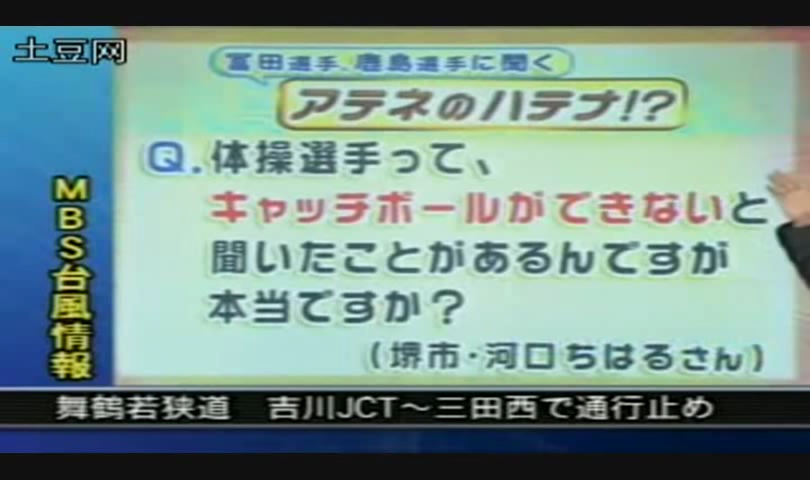 土豆网
冨田選手、鹿島選手に聞く
アテネのハテナ!?
Q.体操選手って、
キャッチボールができないと
聞いたことがあるんですが
本当ですか？
（堺市・河口ちはるさん）
MBS台風情報
舞鶴若狭道　吉川JCT～三田西で通行止め